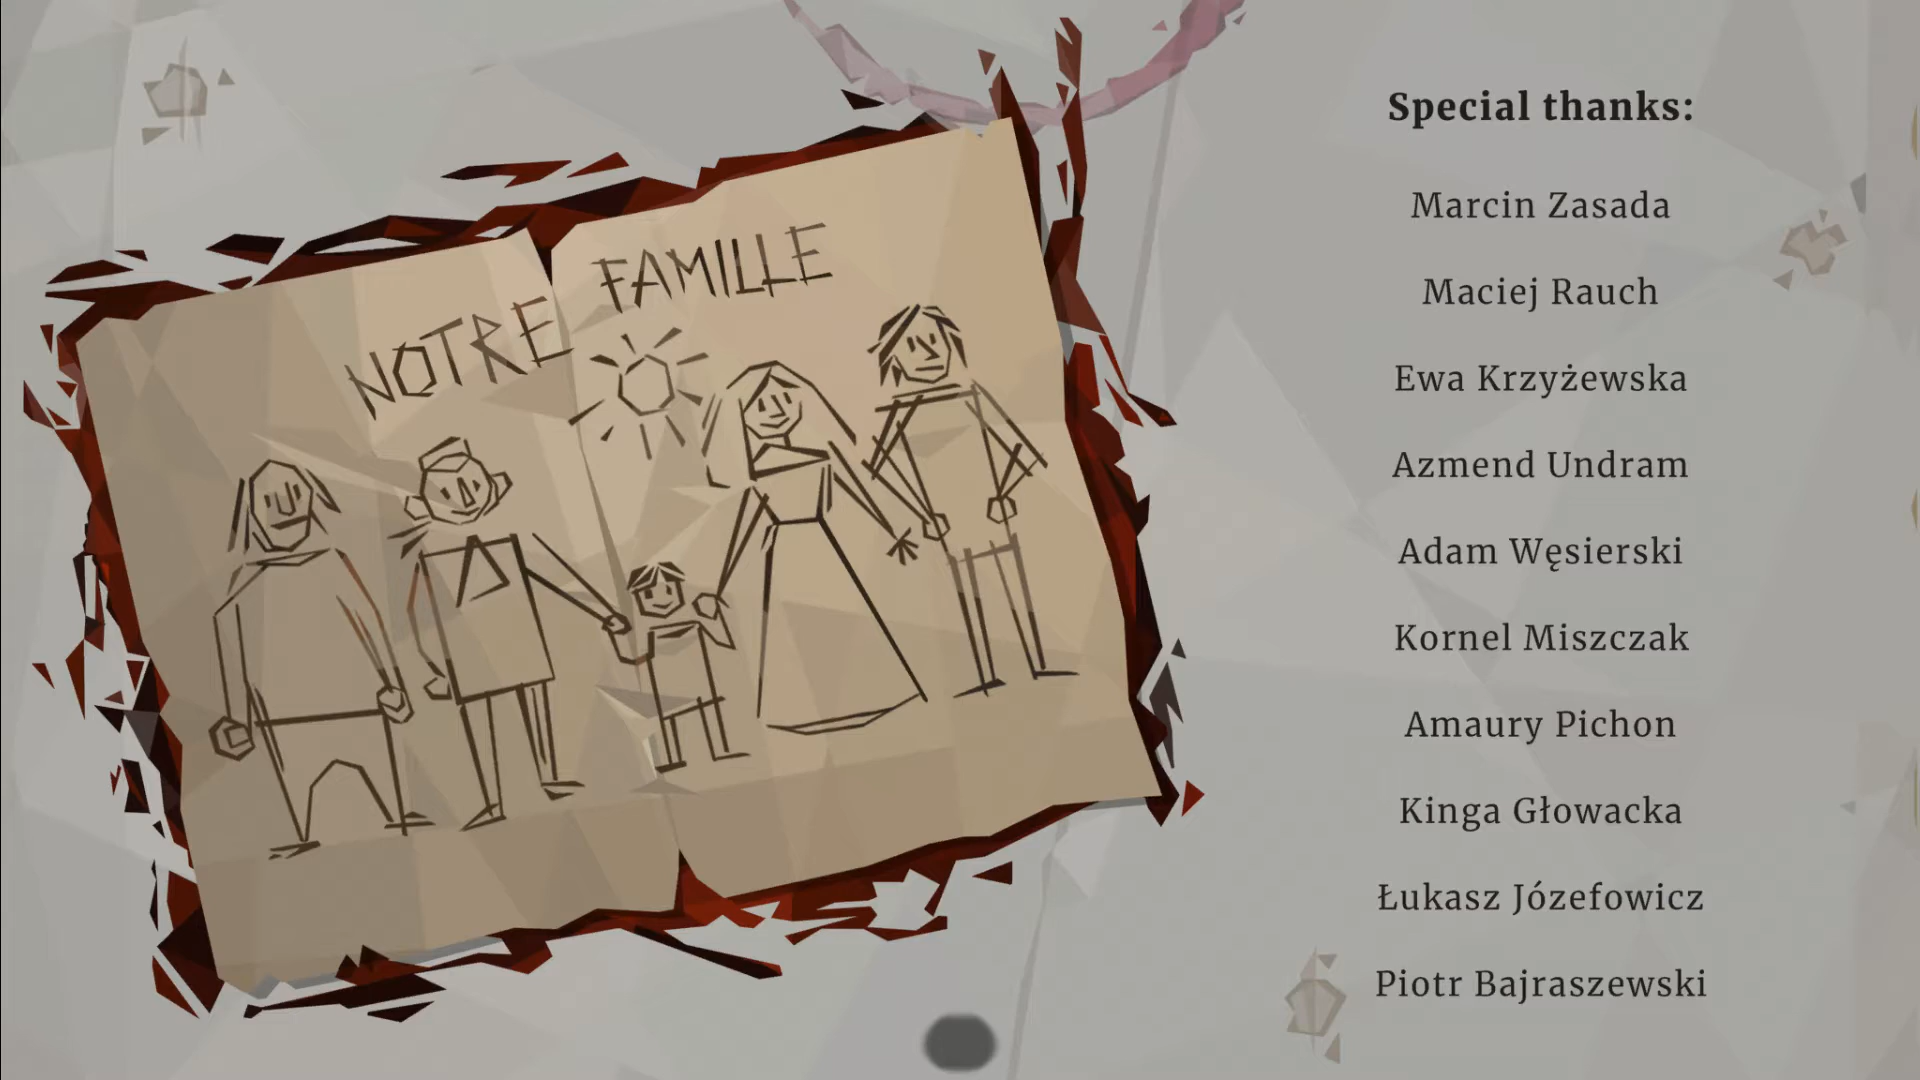 NOTRE FAMILLE
Special thanks:
Marcin Zasada
Maciej Rauch
Ewa Krzyżewska
Azmend Undram
Adam Węsierski
Kornel Miszczak
Amaury Pichon
Kinga Głowacka
Łukasz Józefowicz
Piotr Bajraszewski